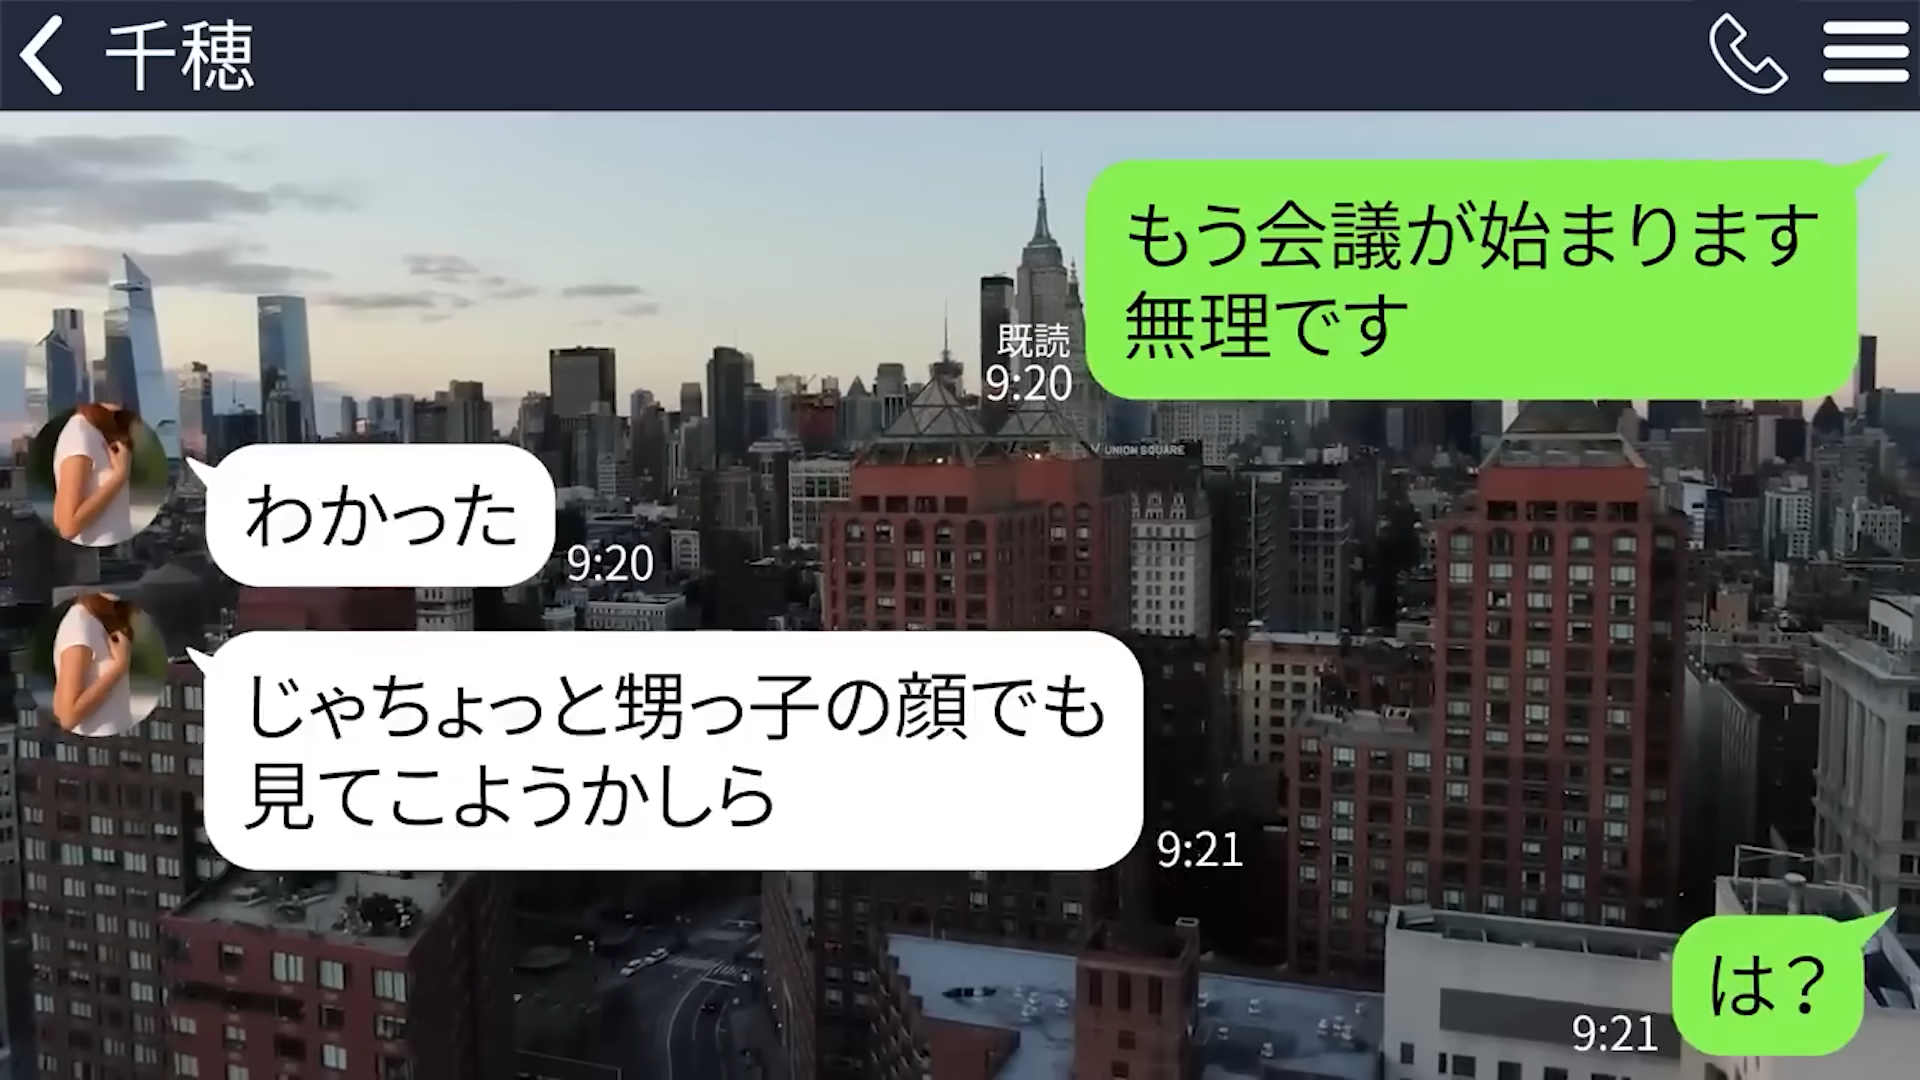 千穂
もう会議が始まります
無理です
既読
9:20
わかった
9:20
じゃちょっと甥っ子の顔でも
見てこようかしら
9:21
は？
9:21
UNION SQUARE